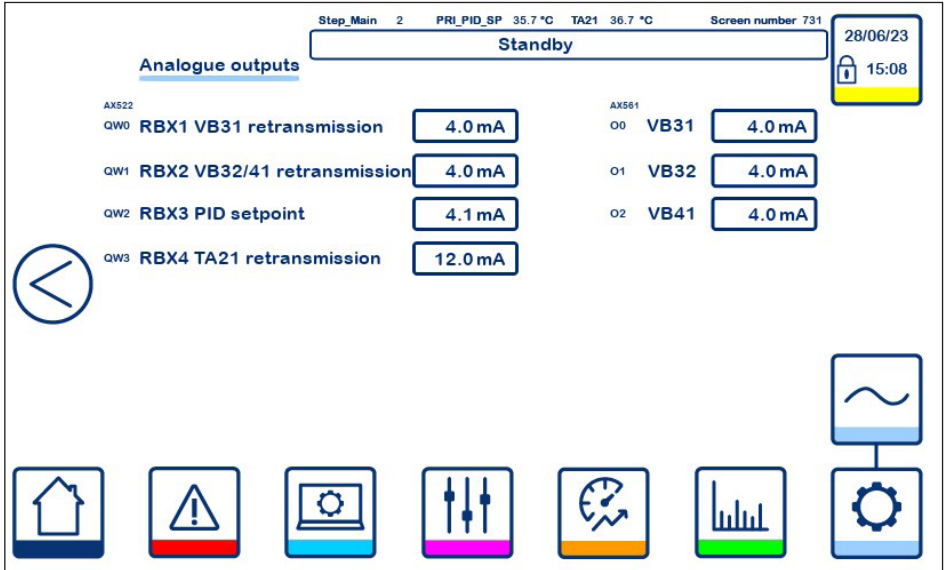 Step_Main 2 PRI_PID_SP 35.7 °C TA21 36.7 °C Screen number 731
Standby
28/06/23
15:08
Analogue outputs
AX522
QW0 RBX1 VB31 retransmission 4.0 mA
QW1 RBX2 VB32/41 retransmission 4.0 mA
QW2 RBX3 PID setpoint 4.1 mA
QW3 RBX4 TA21 retransmission 12.0 mA
AX561
O0 VB31 4.0 mA
O1 VB32 4.0 mA
O2 VB41 4.0 mA